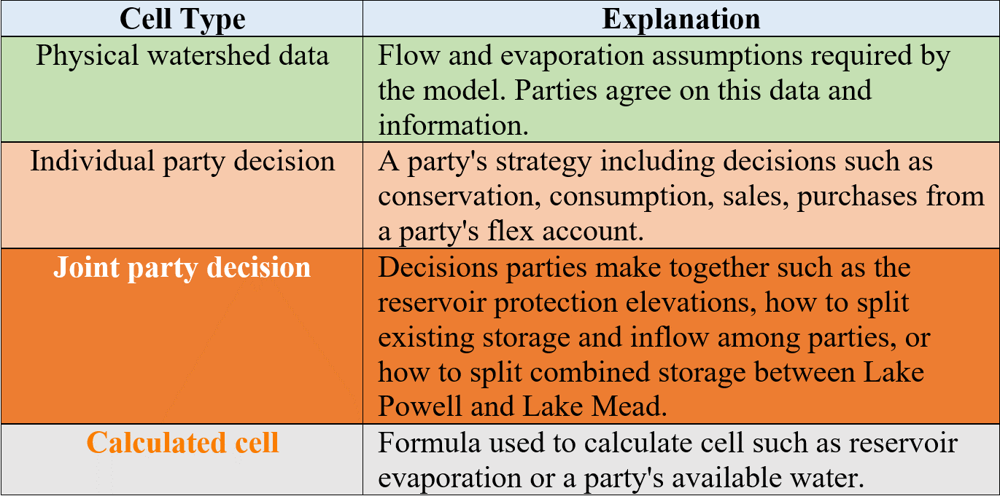 Cell Type
Explanation
Physical watershed data
Flow and evaporation assumptions required by
the model. Parties agree on this data and
information.
Individual party decision
A party's strategy including decisions such as
conservation, consumption, sales, purchases from
a party's flex account.
Joint party decision
Decisions parties make together such as the
reservoir protection elevations, how to split
existing storage and inflow among parties, or
how to split combined storage between Lake
Powell and Lake Mead.
Calculated cell
Formula used to calculate cell such as reservoir
evaporation or a party's available water.